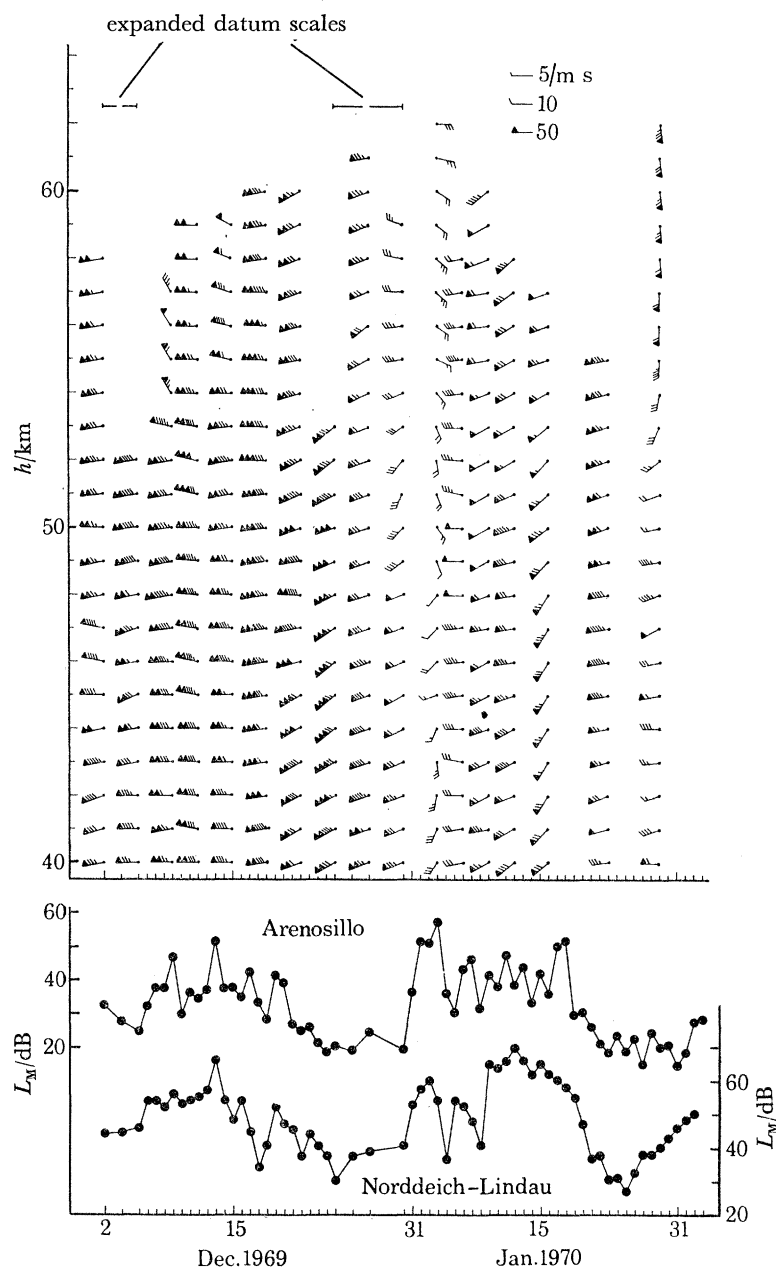 expanded datum scales
5/m s
10
50
60
50
40
h/km
60
40
20
L_M/dB
Arenosillo
60
40
20
L_M/dB
Norddeich–Lindau
2
15
31
15
31
Dec.1969
Jan.1970